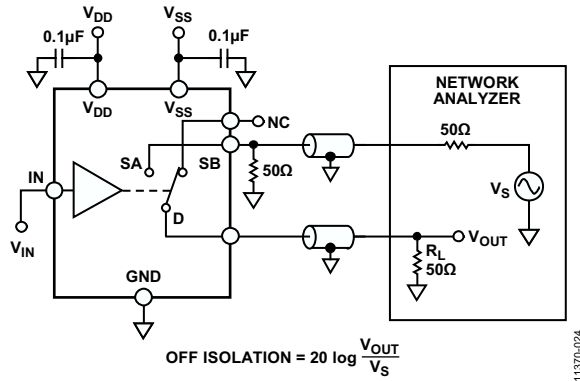 VDD VSS
0.1µF 0.1µF
VDD VSS
NC
NETWORK
ANALYZER
SA SB
50Ω
50Ω
IN
VS
D
VIN
VOUT
RL
50Ω
GND
OFF ISOLATION = 20 log VOUT
VS
11370-024